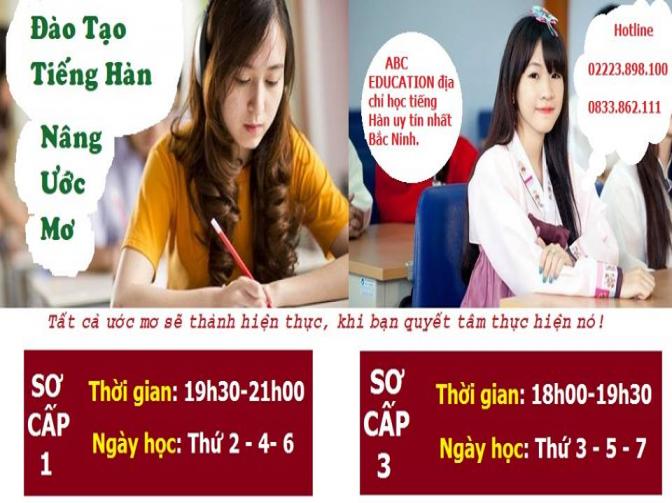 Đào Tạo
Tiếng Hàn
Nâng
Ước
Mơ
ABC
EDUCATION địa
chỉ học tiếng
Hàn uy tín nhất
Bắc Ninh.
Hotline
02223.898.100
0833.862.111
Tất cả ước mơ sẽ thành hiện thực, khi bạn quyết tâm thực hiện nó!
SƠ
CẤP
1
Thời gian: 19h30-21h00
Ngày học: Thứ 2 - 4- 6
SƠ
CẤP
3
Thời gian: 18h00-19h30
Ngày học: Thứ 3 - 5 - 7